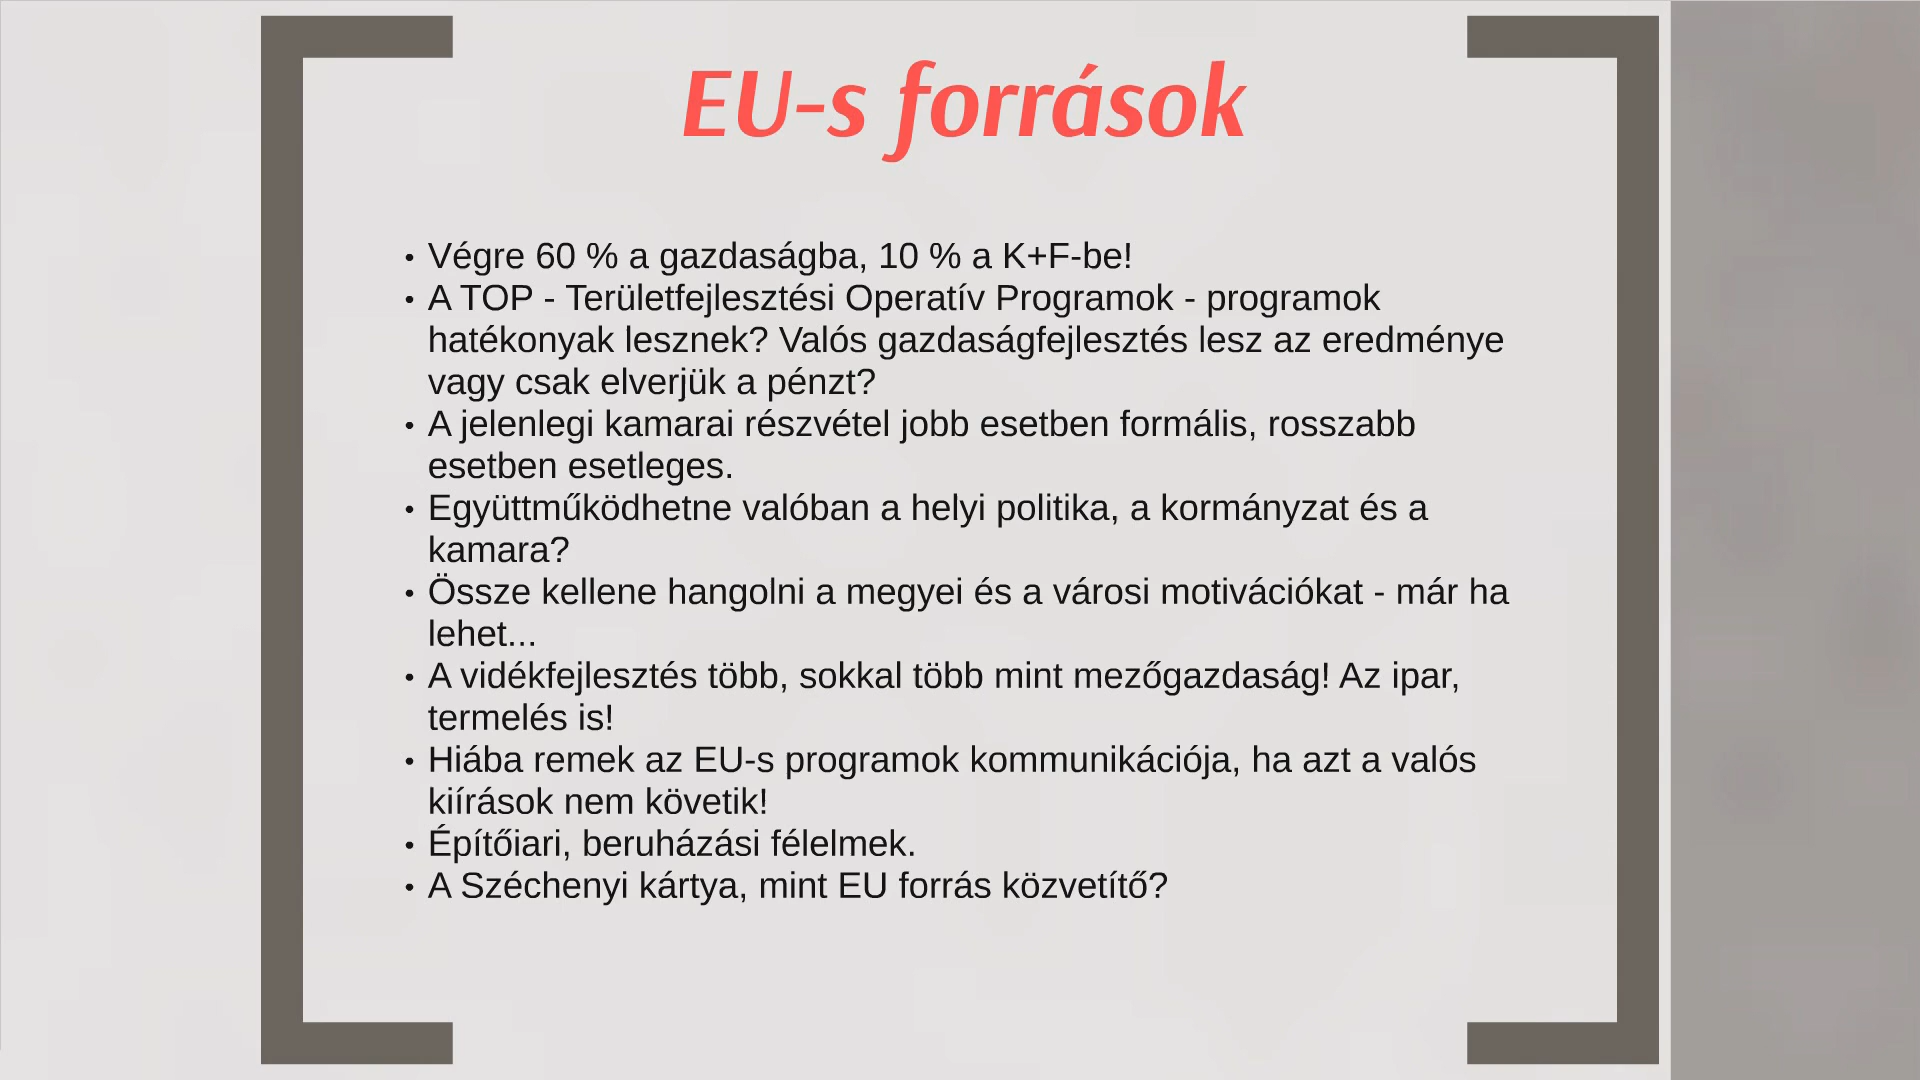 EU-s források
• Végre 60 % a gazdaságba, 10 % a K+F-be!
• A TOP - Területfejlesztési Operatív Programok - programok
hatékonyak lesznek? Valós gazdaságfejlesztés lesz az eredménye
vagy csak elverjük a pénzt?
• A jelenlegi kamarai részvétel jobb esetben formális, rosszabb
esetben esetleges.
• Együttműködhetne valóban a helyi politika, a kormányzat és a
kamara?
• Össze kellene hangolni a megyei és a városi motivációkat - már ha
lehet...
• A vidékfejlesztés több, sokkal több mint mezőgazdaság! Az ipar,
termelés is!
• Hiába remek az EU-s programok kommunikációja, ha azt a valós
kiírások nem követik!
• Építőiari, beruházási félelmek.
• A Széchenyi kártya, mint EU forrás közvetítő?